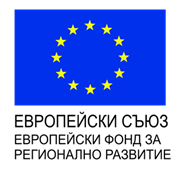 ЕВРОПЕЙСКИ СЪЮЗ
ЕВРОПЕЙСКИ ФОНД ЗА
РЕГИОНАЛНО РАЗВИТИЕ